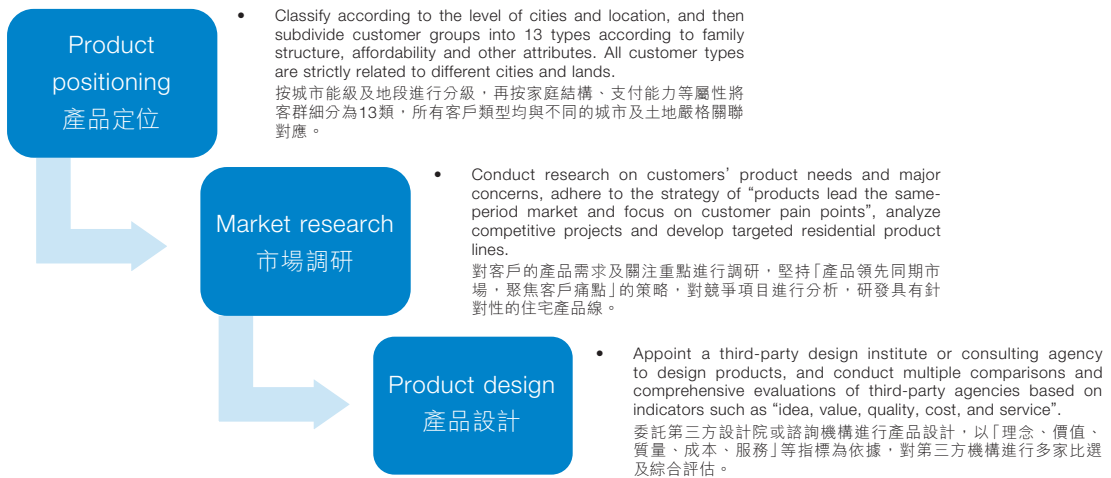 Product
positioning
產品定位
• Classify according to the level of cities and location, and then
subdivide customer groups into 13 types according to family
structure, affordability and other attributes. All customer types
are strictly related to different cities and lands.
按城市能級及地段進行分級，再按家庭結構、支付能力等屬性將
客群細分為13類，所有客戶類型均與不同的城市及土地嚴格關聯
對應。
Market research
市場調研
• Conduct research on customers’ product needs and major
concerns, adhere to the strategy of “products lead the same-
period market and focus on customer pain points”, analyze
competitive projects and develop targeted residential product
lines.
對客戶的產品需求及關注重點進行調研，堅持「產品領先同期市
場，聚焦客戶痛點」的策略，對競爭項目進行分析，研發具有針
對性的住宅產品線。
Product design
產品設計
• Appoint a third-party design institute or consulting agency
to design products, and conduct multiple comparisons and
comprehensive evaluations of third-party agencies based on
indicators such as “idea, value, quality, cost, and service”.
委託第三方設計院或諮詢機構進行產品設計，以「理念、價值、
質量、成本、服務」等指標為依據，對第三方機構進行多家比選
及綜合評估。